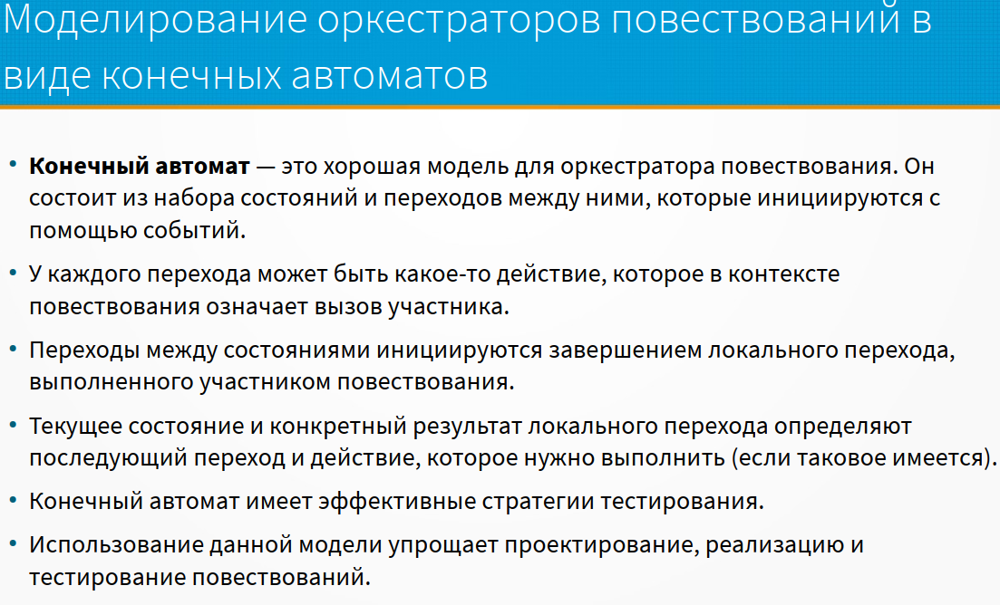 Моделирование оркестраторов повествований в
виде конечных автоматов
• Конечный автомат — это хорошая модель для оркестратора повествования. Он
состоит из набора состояний и переходов между ними, которые инициируются с
помощью событий.
• У каждого перехода может быть какое-то действие, которое в контексте
повествования означает вызов участника.
• Переходы между состояниями инициируются завершением локального перехода,
выполненного участником повествования.
• Текущее состояние и конкретный результат локального перехода определяют
последующий переход и действие, которое нужно выполнить (если таковое имеется).
• Конечный автомат имеет эффективные стратегии тестирования.
• Использование данной модели упрощает проектирование, реализацию и
тестирование повествований.